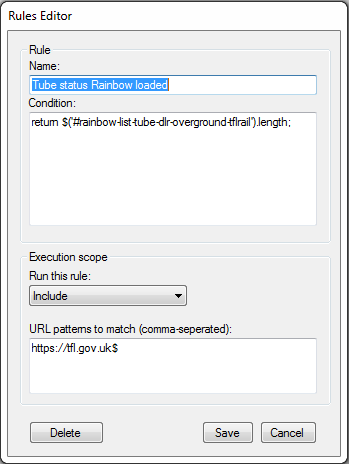 Rules Editor
Rule
Name:
Tube status Rainbow loaded
Condition:
return $('#rainbow-list-tube-dlr-overground-tflrail').length;
Execution scope
Run this rule:
Include
URL patterns to match (comma-seperated):
https://tfl.gov.uk$
Delete Save Cancel